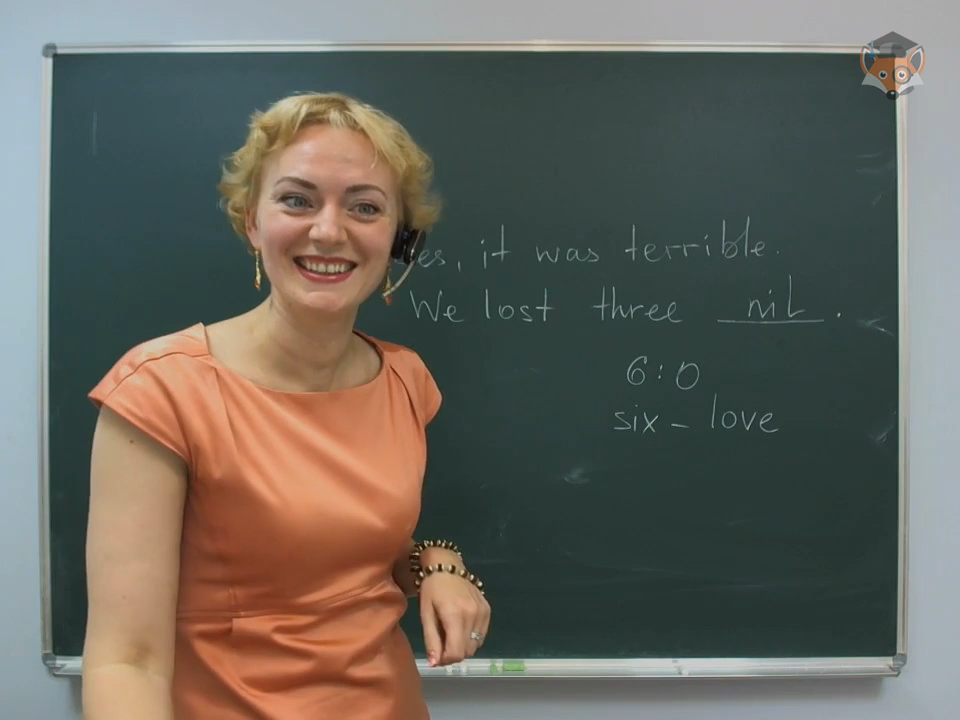 es, it was terrible.
We lost three nil.
6:0
six - love